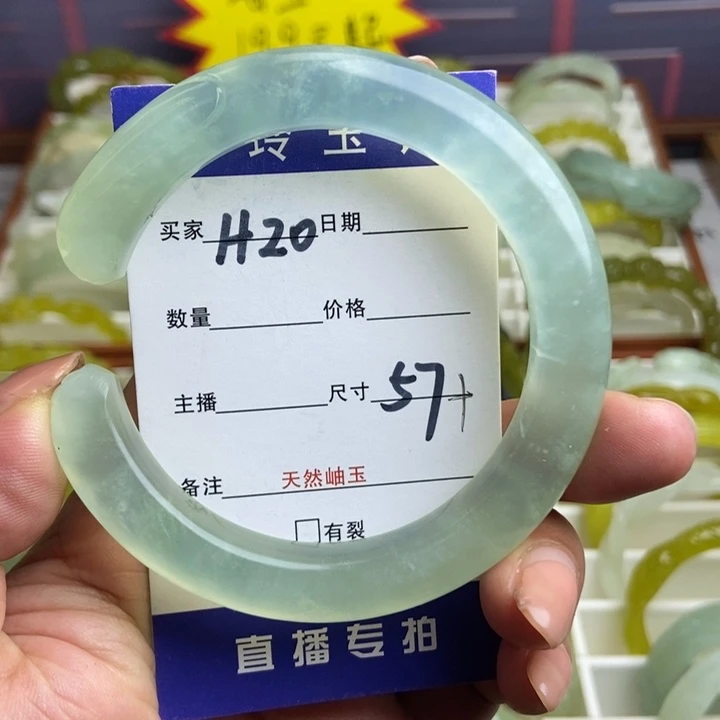 玲玉
买家 H20 日期
数量 价格
主播 尺寸 57+
备注 天然岫玉
□有裂
直播专拍